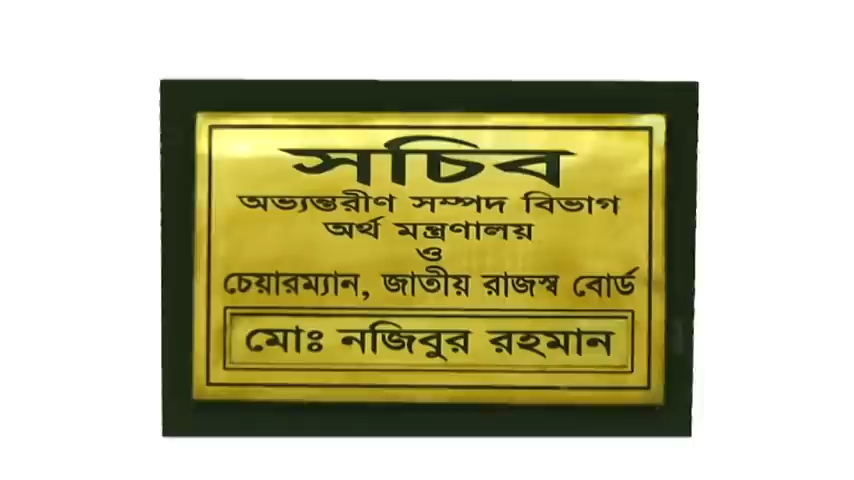 সচিব
অভ্যন্তরীণ সম্পদ বিভাগ
অর্থ মন্ত্রণালয়
ও
চেয়ারম্যান, জাতীয় রাজস্ব বোর্ড
মোঃ নজিবুর রহমান